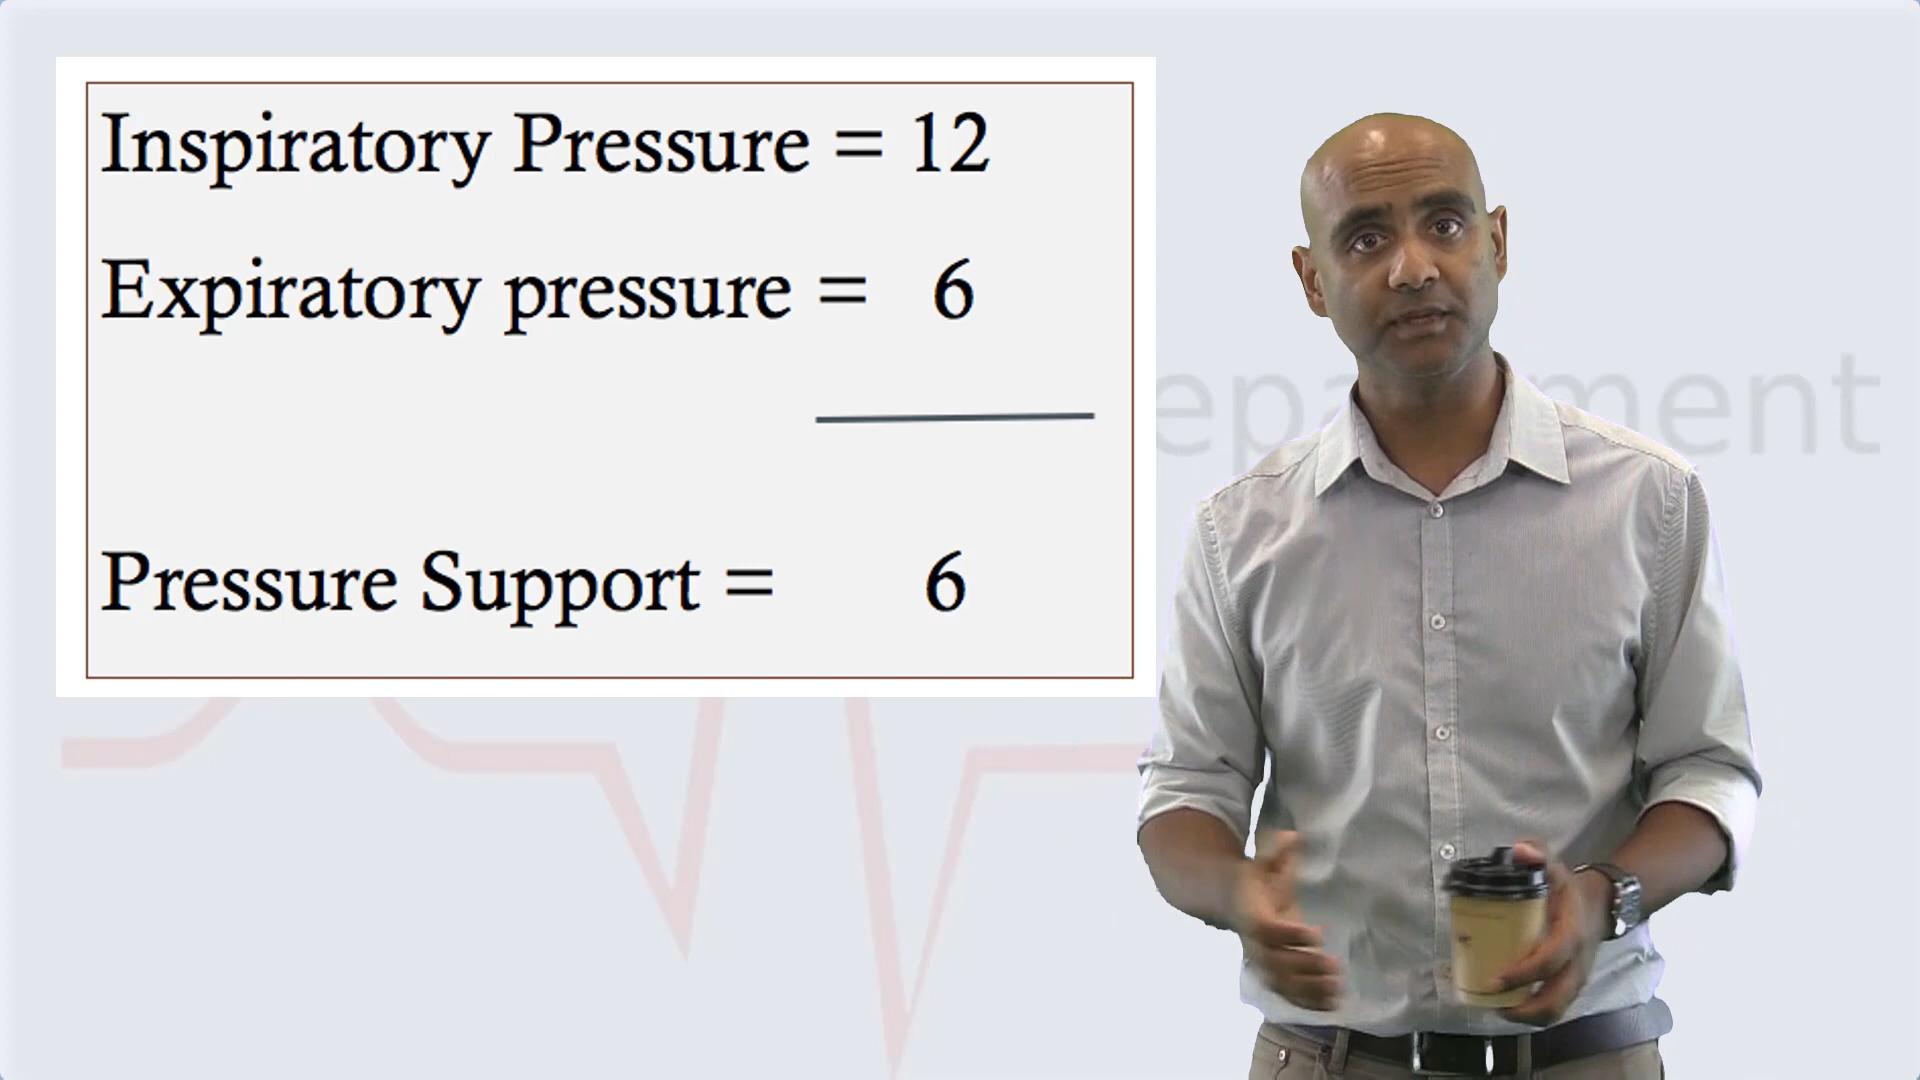 Inspiratory Pressure = 12
Expiratory pressure = 6
Pressure Support = 6